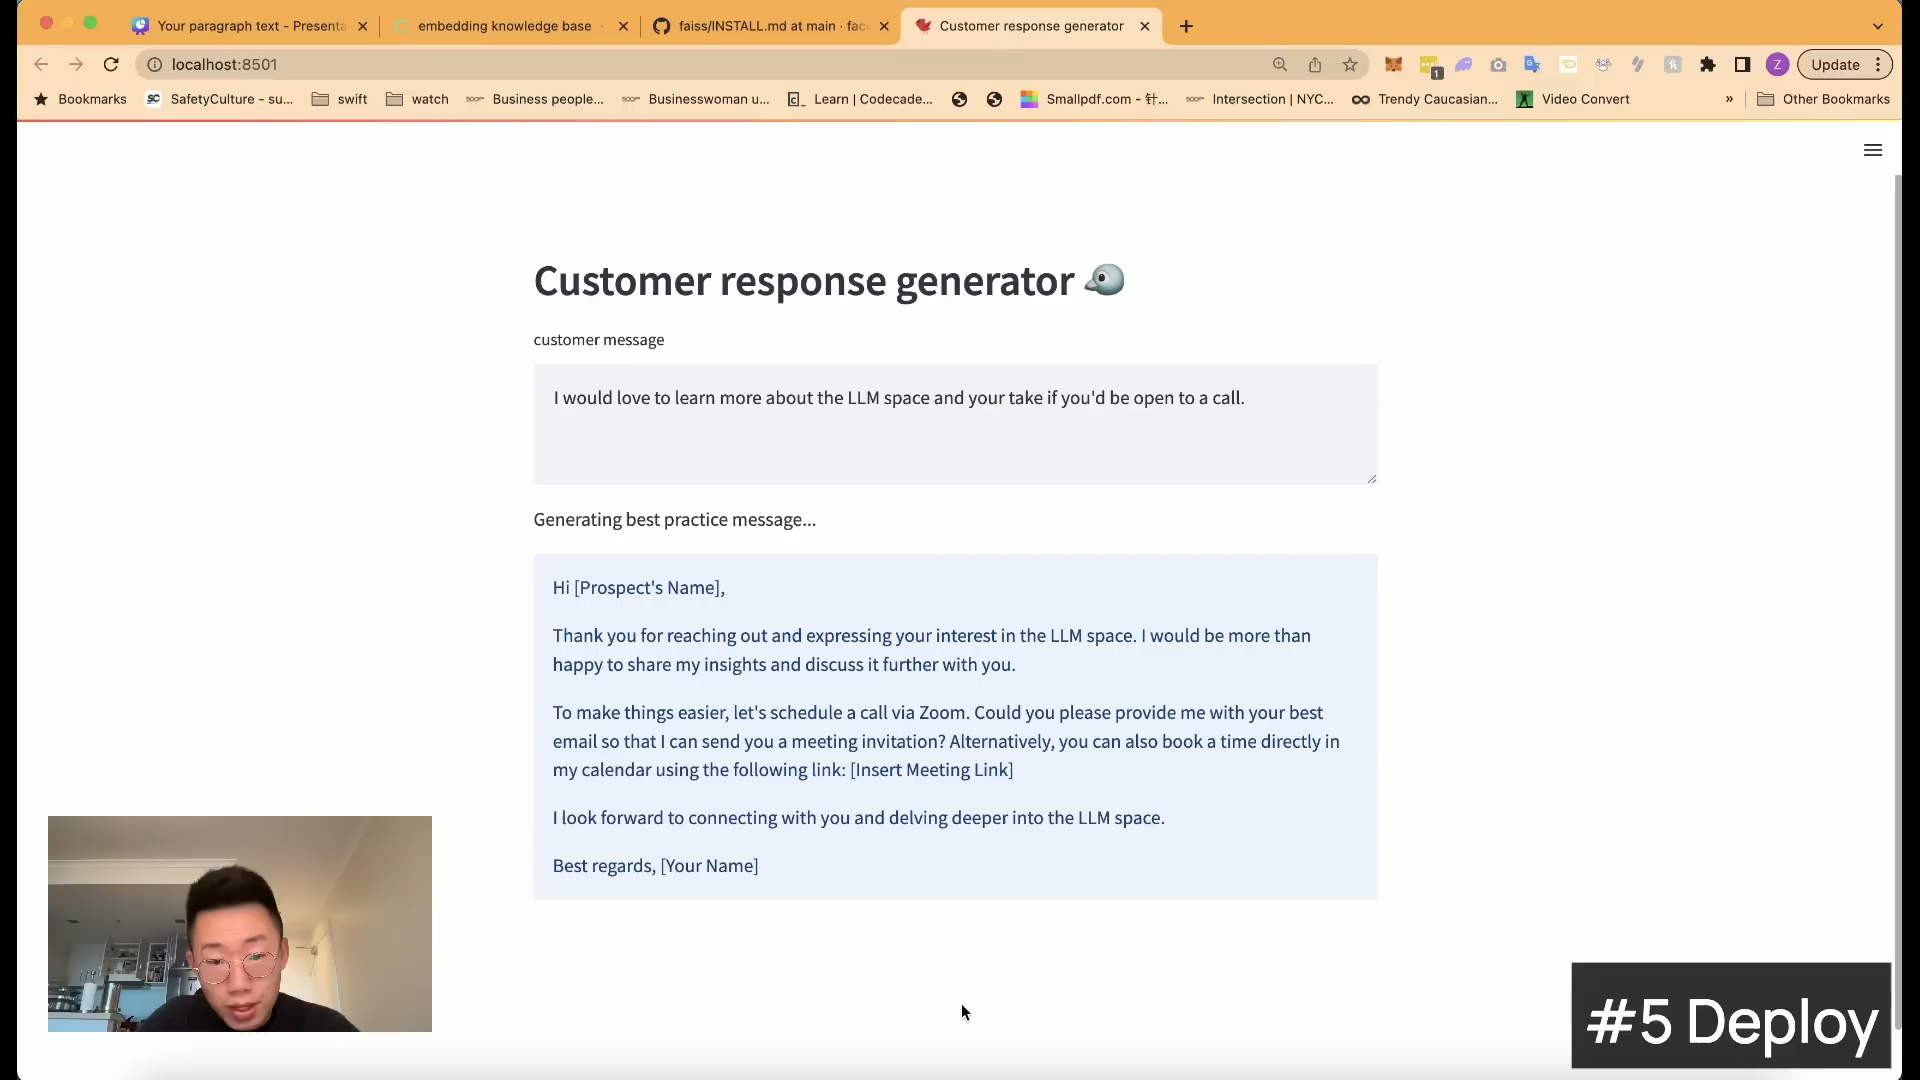 Your paragraph text - Presenta
embedding knowledge base
faiss/INSTALL.md at main · fac
Customer response generator
localhost:8501
1
Z
Update
Bookmarks
SafetyCulture - su...
swift
watch
Business people...
Businesswoman u...
Learn | Codecade...
Smallpdf.com - 针...
Intersection | NYC...
Trendy Caucasian...
Video Convert
»
Other Bookmarks
Customer response generator
customer message
I would love to learn more about the LLM space and your take if you'd be open to a call.
Generating best practice message...
Hi [Prospect's Name],
Thank you for reaching out and expressing your interest in the LLM space. I would be more than
happy to share my insights and discuss it further with you.
To make things easier, let's schedule a call via Zoom. Could you please provide me with your best
email so that I can send you a meeting invitation? Alternatively, you can also book a time directly in
my calendar using the following link: [Insert Meeting Link]
I look forward to connecting with you and delving deeper into the LLM space.
Best regards, [Your Name]
#5 Deploy